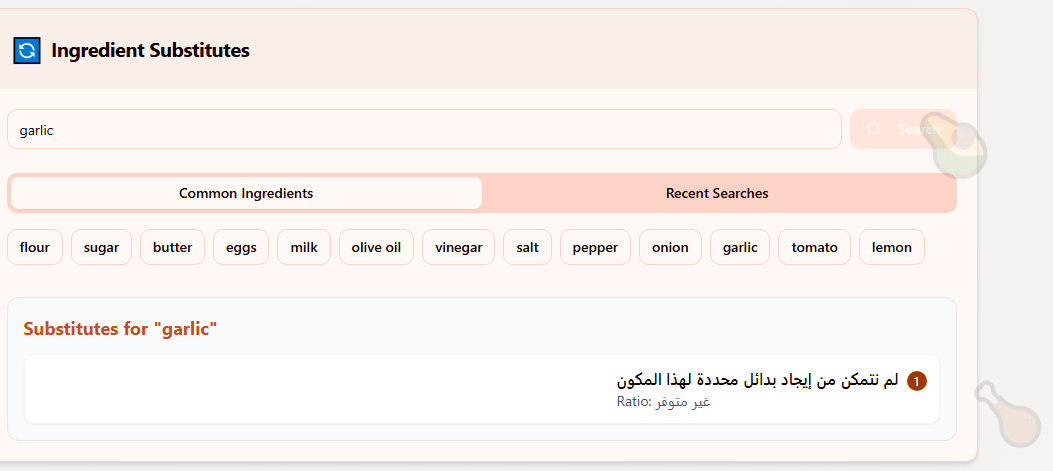 Ingredient Substitutes
garlic
Search
Common Ingredients
Recent Searches
flour
sugar
butter
eggs
milk
olive oil
vinegar
salt
pepper
onion
garlic
tomato
lemon
Substitutes for "garlic"
1 لم نتمكن من إيجاد بدائل محددة لهذا المكون
Ratio: غير متوفر